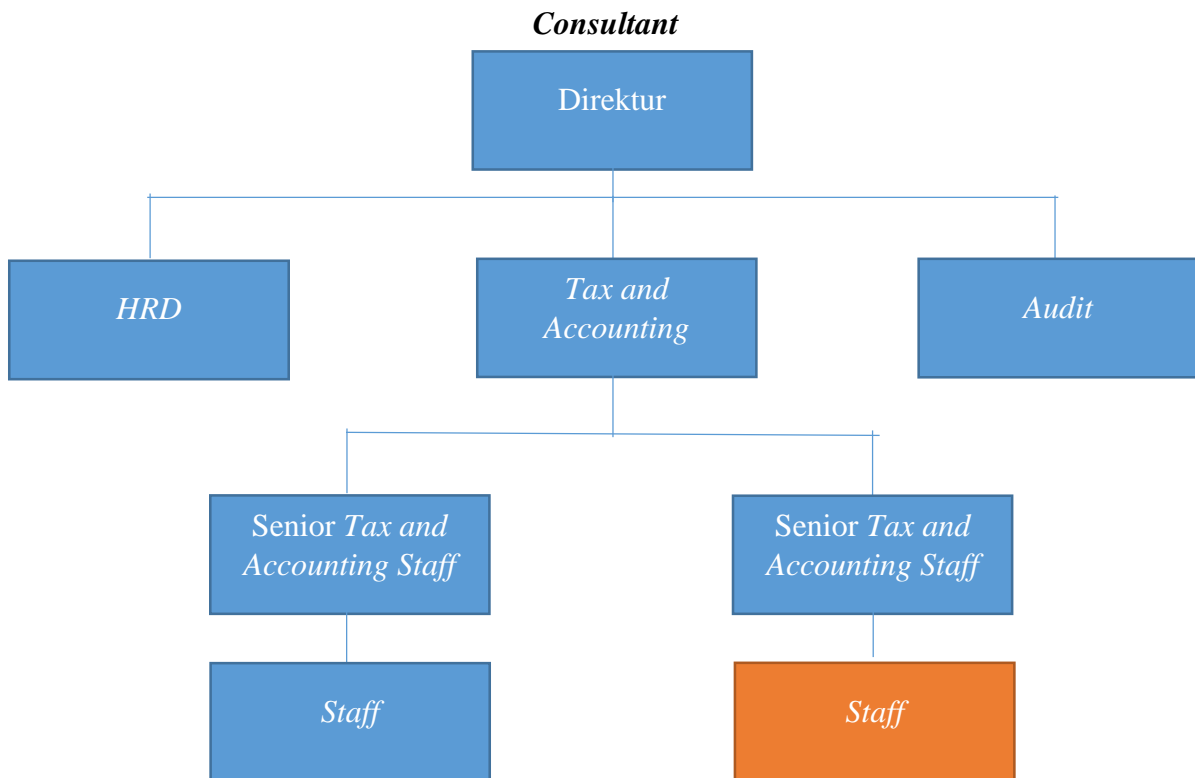 Consultant
Direktur
HRD
Tax and
Accounting
Audit
Senior Tax and
Accounting Staff
Senior Tax and
Accounting Staff
Staff
Staff